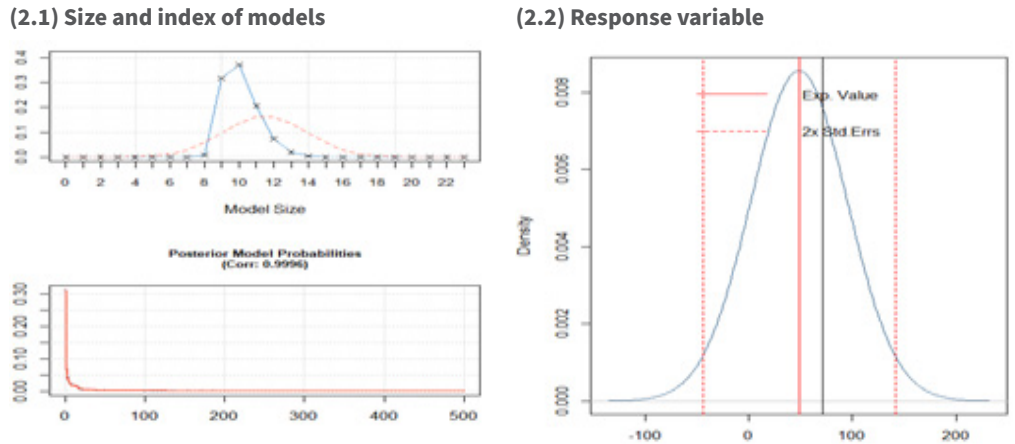 (2.1) Size and index of models
0.0 0.1 0.2 0.3 0.4
0 2 4 6 8 10 12 14 16 18 20 22
Model Size
Posterior Model Probabilities
(Corr: 0.9996)
0.00 0.10 0.20 0.30
0 100 200 300 400 500
(2.2) Response variable
Exp. Value
2x Std.Errs
Density
0.000 0.002 0.004 0.006 0.008
-100 0 100 200